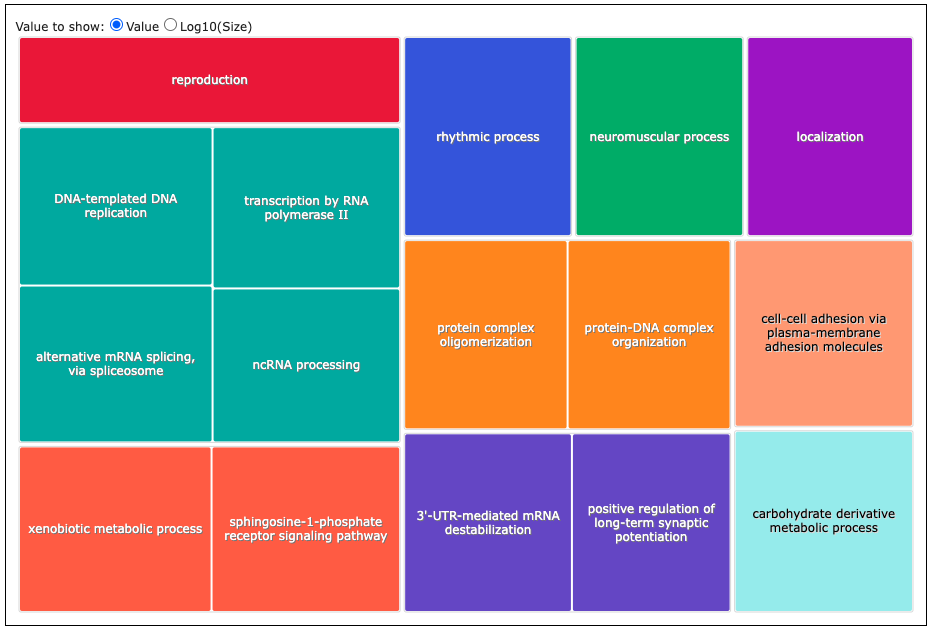 Value to show: Value Log10(Size)
reproduction
DNA-templated DNA
replication
transcription by RNA
polymerase II
alternative mRNA splicing,
via spliceosome
ncRNA processing
xenobiotic metabolic process
sphingosine-1-phosphate
receptor signaling pathway
rhythmic process
neuromuscular process
localization
protein complex
oligomerization
protein-DNA complex
organization
cell-cell adhesion via
plasma-membrane
adhesion molecules
3'-UTR-mediated mRNA
destabilization
positive regulation of
long-term synaptic
potentiation
carbohydrate derivative
metabolic process